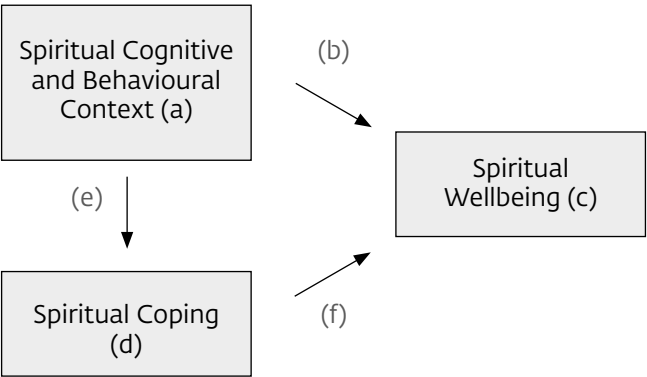 Spiritual Cognitive
and Behavioural
Context (a)
(b)
Spiritual
Wellbeing (c)
(e)
Spiritual Coping
(d)
(f)